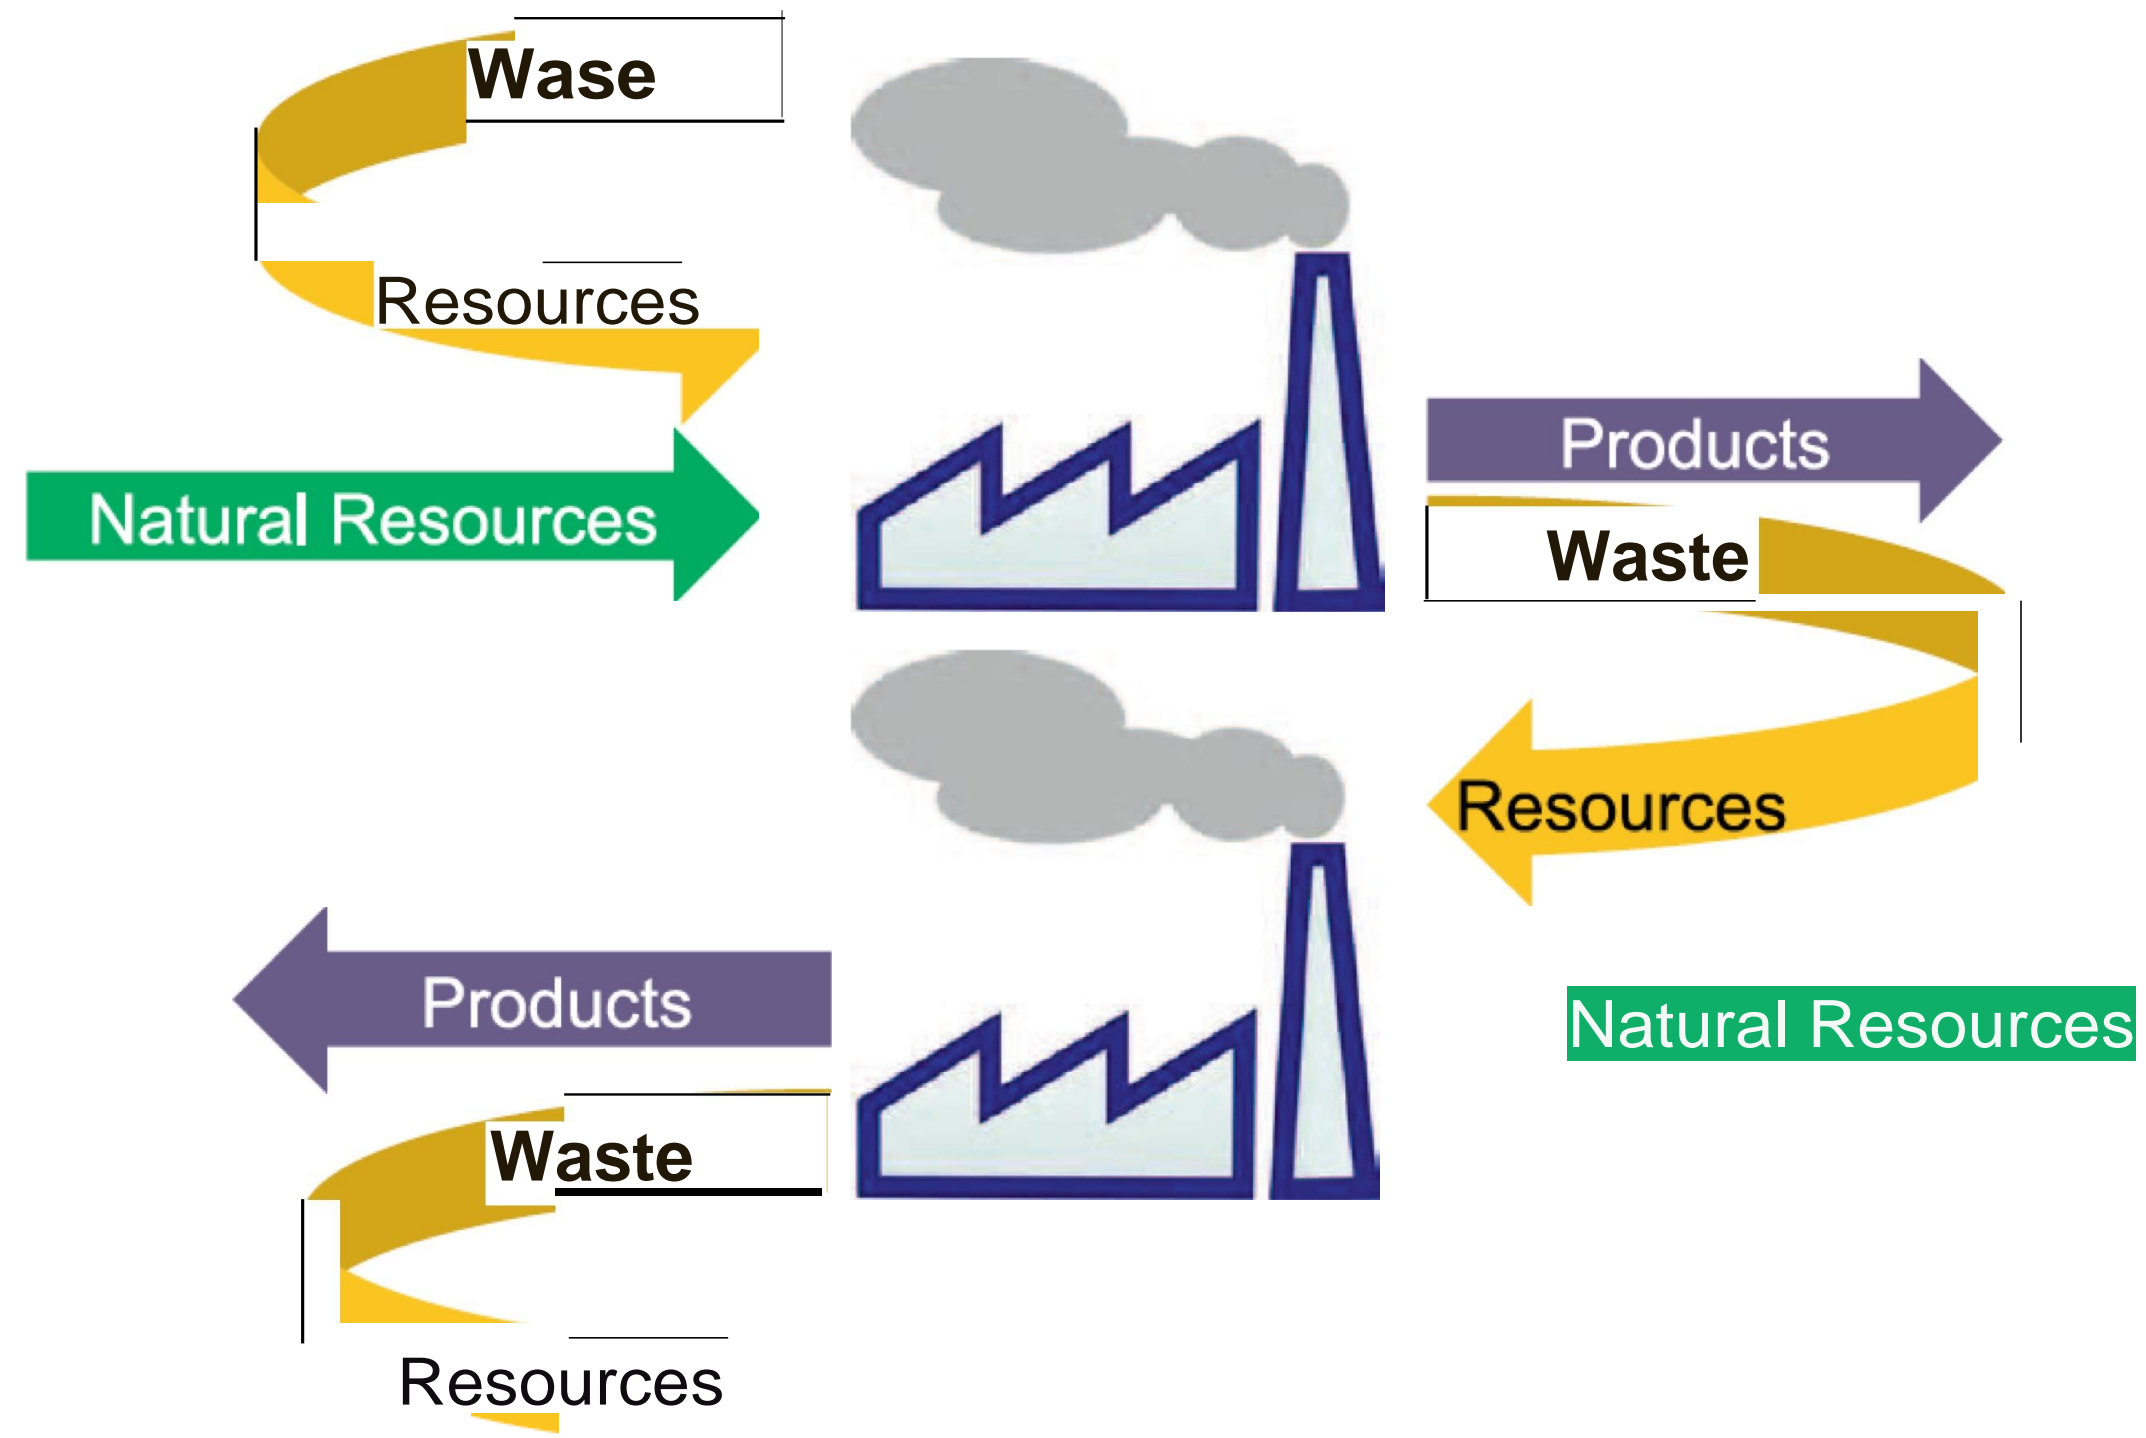 Wase
Resources
Natural Resources
Products
Waste
Resources
Products
Natural Resources
Waste
Resources